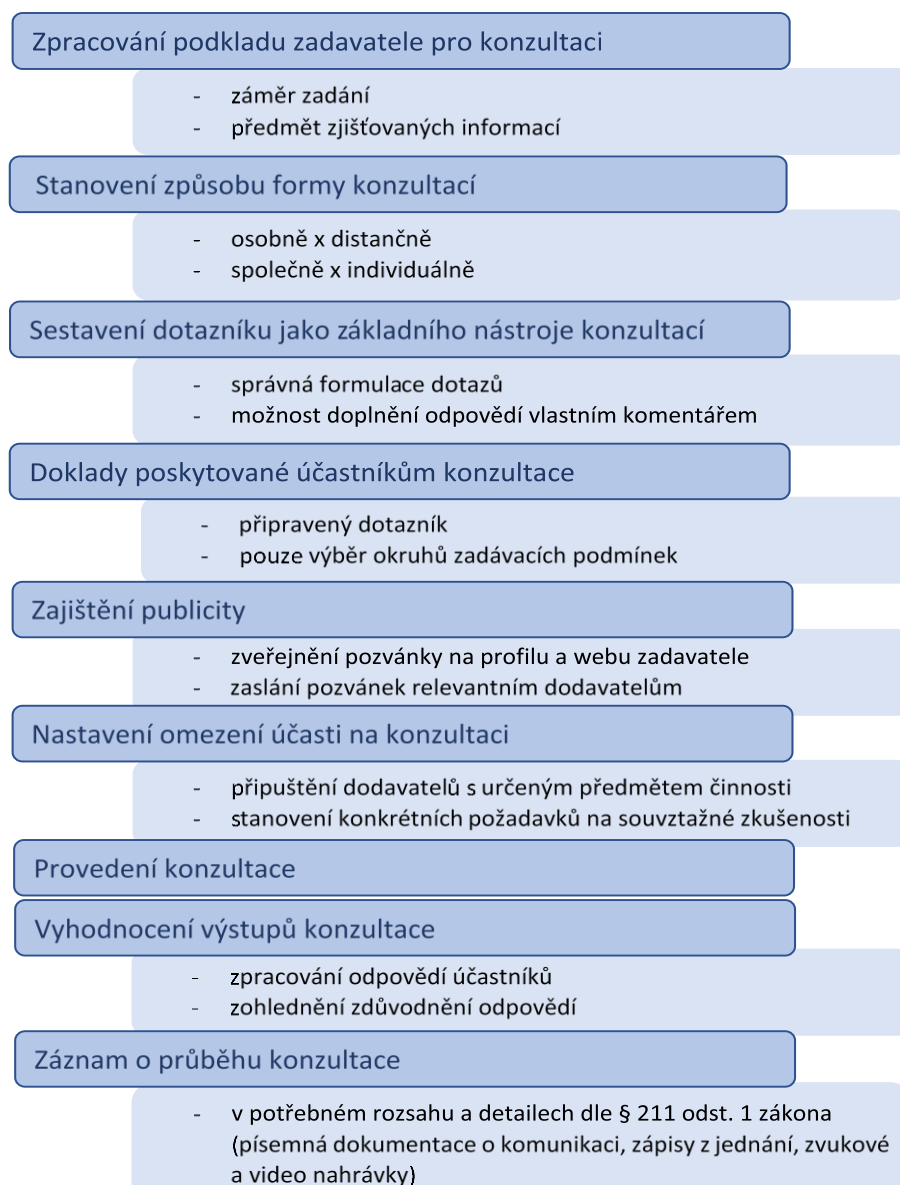 Zpracování podkladu zadavatele pro konzultaci
- záměr zadání
- předmět zjišťovaných informací
Stanovení způsobu formy konzultací
- osobně x distančně
- společně x individuálně
Sestavení dotazníku jako základního nástroje konzultací
- správná formulace dotazů
- možnost doplnění odpovědí vlastním komentářem
Doklady poskytované účastníkům konzultace
- připravený dotazník
- pouze výběr okruhů zadávacích podmínek
Zajištění publicity
- zveřejnění pozvánky na profilu a webu zadavatele
- zaslání pozvánek relevantním dodavatelům
Nastavení omezení účasti na konzultaci
- připuštění dodavatelů s určeným předmětem činnosti
- stanovení konkrétních požadavků na souvztažné zkušenosti
Provedení konzultace
Vyhodnocení výstupů konzultace
- zpracování odpovědí účastníků
- zohlednění zdůvodnění odpovědí
Záznam o průběhu konzultace
- v potřebném rozsahu a detailech dle § 211 odst. 1 zákona
(písemná dokumentace o komunikaci, zápisy z jednání, zvukové
a video nahrávky)